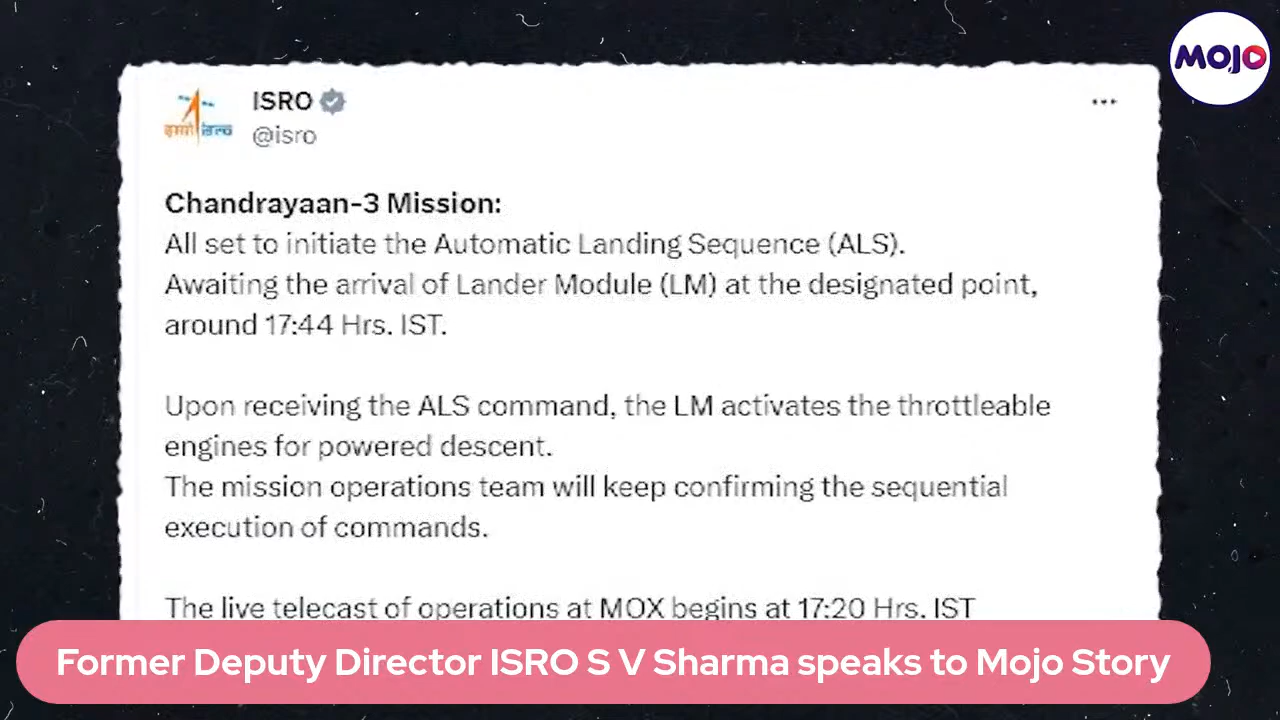 MOJO
ISRO
@isro
इसरो isro
Chandrayaan-3 Mission:
All set to initiate the Automatic Landing Sequence (ALS).
Awaiting the arrival of Lander Module (LM) at the designated point,
around 17:44 Hrs. IST.
Upon receiving the ALS command, the LM activates the throttleable
engines for powered descent.
The mission operations team will keep confirming the sequential
execution of commands.
The live telecast of operations at MOX begins at 17:20 Hrs. IST
Former Deputy Director ISRO S V Sharma speaks to Mojo Story